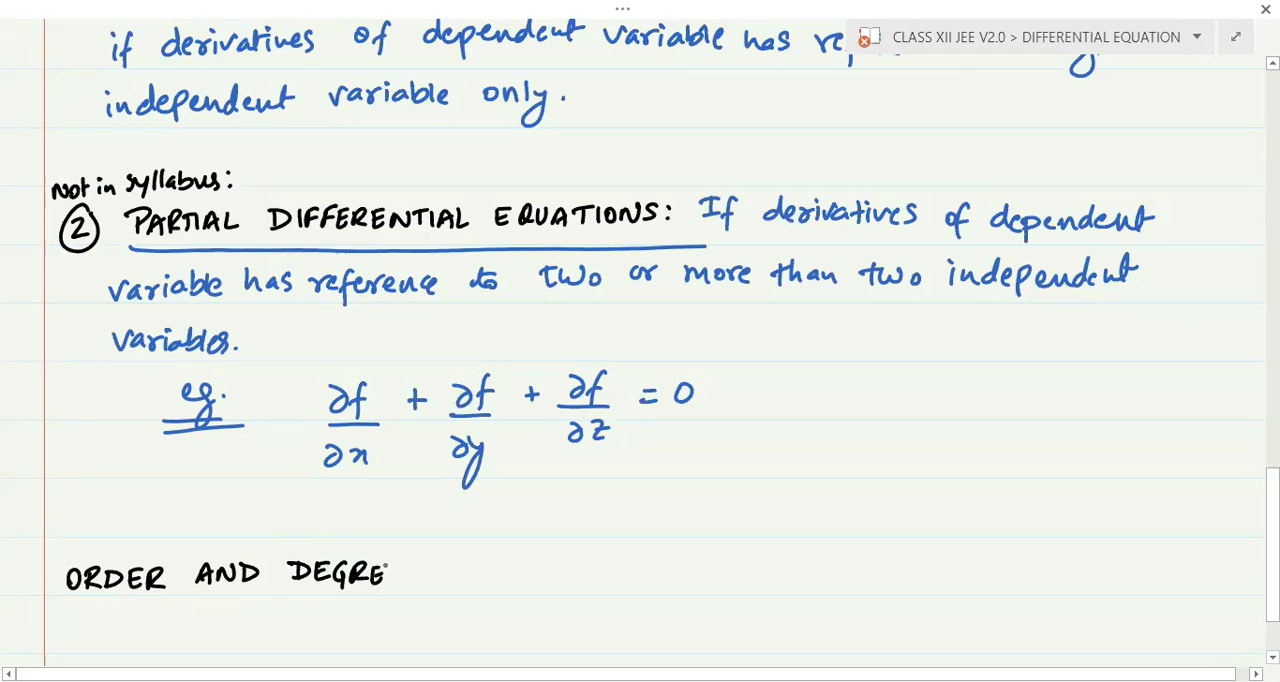 ...
if derivatives of dependent variable has
CLASS XII JEE V2.0 > DIFFERENTIAL EQUATION
independent variable only.
Not in syllabus:
② PARTIAL DIFFERENTIAL EQUATIONS: If derivatives of dependent
variable has reference to two or more than two independent
variables.
eg. ∂f/∂x + ∂f/∂y + ∂f/∂z = 0
ORDER AND DEGRE